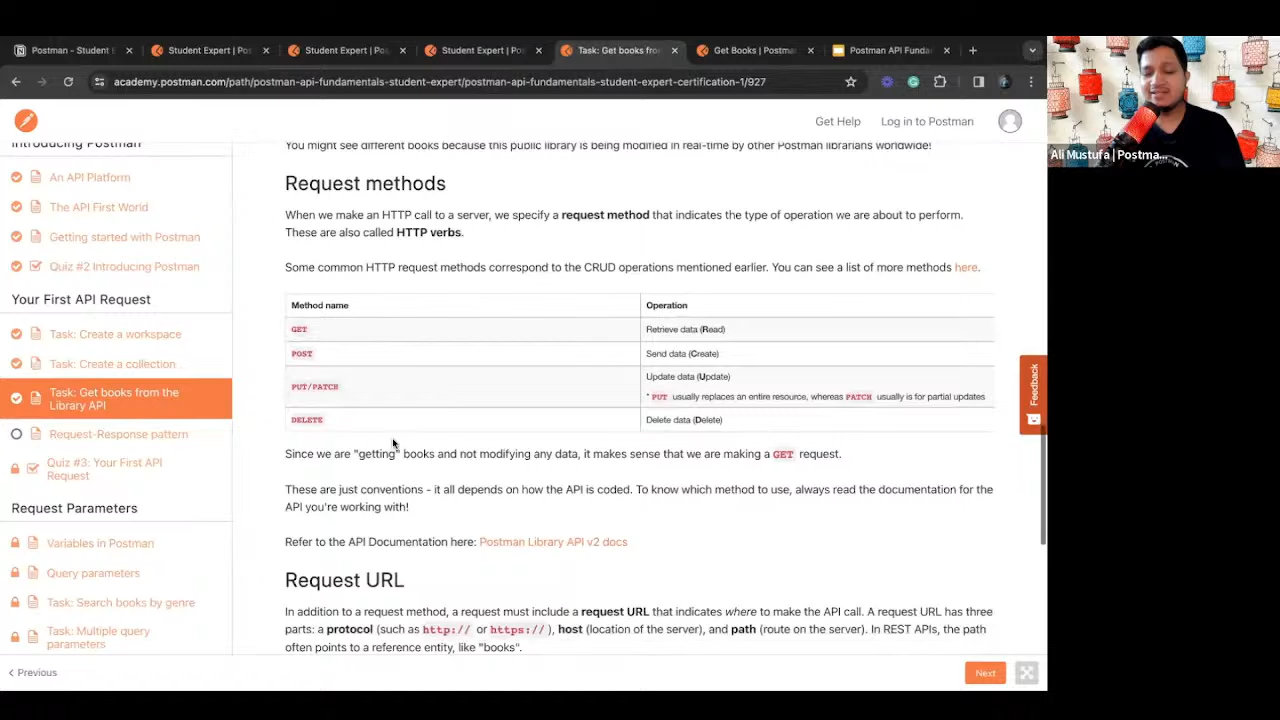 Postman - Student E
Student Expert | Pos
Student Expert | Po
Student Expert | Pos
Task: Get books from
Get Books | Postman
Postman API Funda
academy.postman.com/path/postman-api-fundamentals-student-expert/postman-api-fundamentals-student-expert-certification-1/927
Get Help
Log in to Postman
Ali Mustufa | Postma...
Introducing Postman
An API Platform
The API First World
Getting started with Postman
Quiz #2 Introducing Postman
Your First API Request
Task: Create a workspace
Task: Create a collection
Task: Get books from the
Library API
Request-Response pattern
Quiz #3: Your First API
Request
Request Parameters
Variables in Postman
Query parameters
Task: Search books by genre
Task: Multiple query
parameters
You might see different books because this public library is being modified in real-time by other Postman librarians worldwide!
Request methods
When we make an HTTP call to a server, we specify a request method that indicates the type of operation we are about to perform.
These are also called HTTP verbs.
Some common HTTP request methods correspond to the CRUD operations mentioned earlier. You can see a list of more methods here.
Method name Operation
GET Retrieve data (Read)
POST Send data (Create)
PUT/PATCH Update data (Update)
* PUT usually replaces an entire resource, whereas PATCH usually is for partial updates
DELETE Delete data (Delete)
Since we are "getting" books and not modifying any data, it makes sense that we are making a GET request.
These are just conventions - it all depends on how the API is coded. To know which method to use, always read the documentation for the
API you're working with!
Refer to the API Documentation here: Postman Library API v2 docs
Request URL
In addition to a request method, a request must include a request URL that indicates where to make the API call. A request URL has three
parts: a protocol (such as http:// or https://), host (location of the server), and path (route on the server). In REST APIs, the path
often points to a reference entity, like "books".
Feedback
Previous
Next